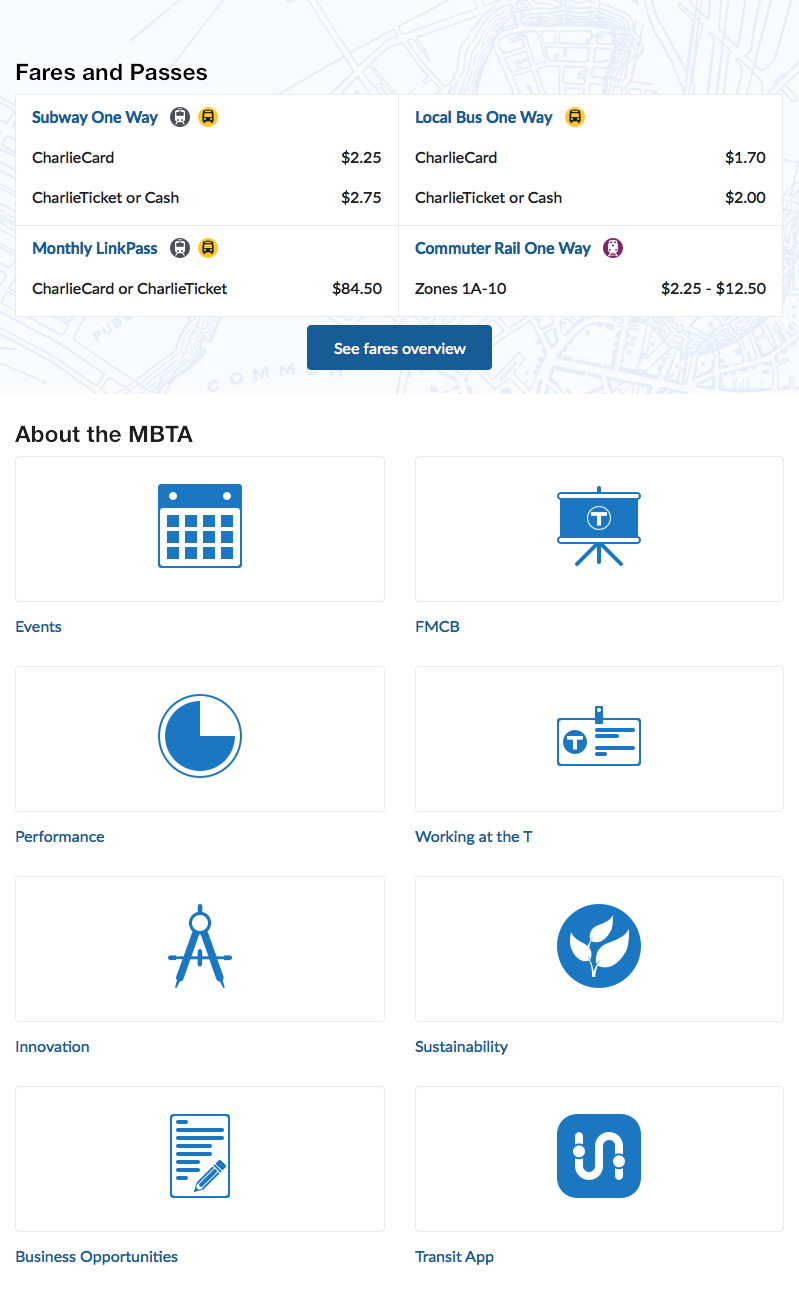 Fares and Passes
Subway One Way
CharlieCard $2.25
CharlieTicket or Cash $2.75
Local Bus One Way
CharlieCard $1.70
CharlieTicket or Cash $2.00
Monthly LinkPass
CharlieCard or CharlieTicket $84.50
Commuter Rail One Way
Zones 1A-10 $2.25 - $12.50
PUB
COMMON
See fares overview
About the MBTA
T
Events
FMCB
T
Performance
Working at the T
Innovation
Sustainability
Business Opportunities
Transit App